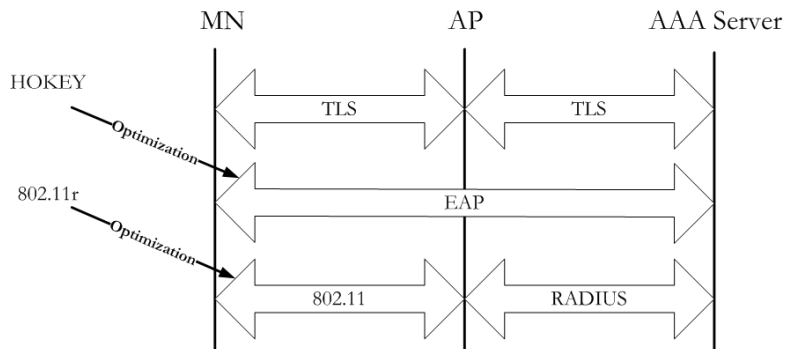 MN
AP
AAA Server
HOKEY
TLS
TLS
Optimization
802.11r
EAP
Optimization
802.11
RADIUS